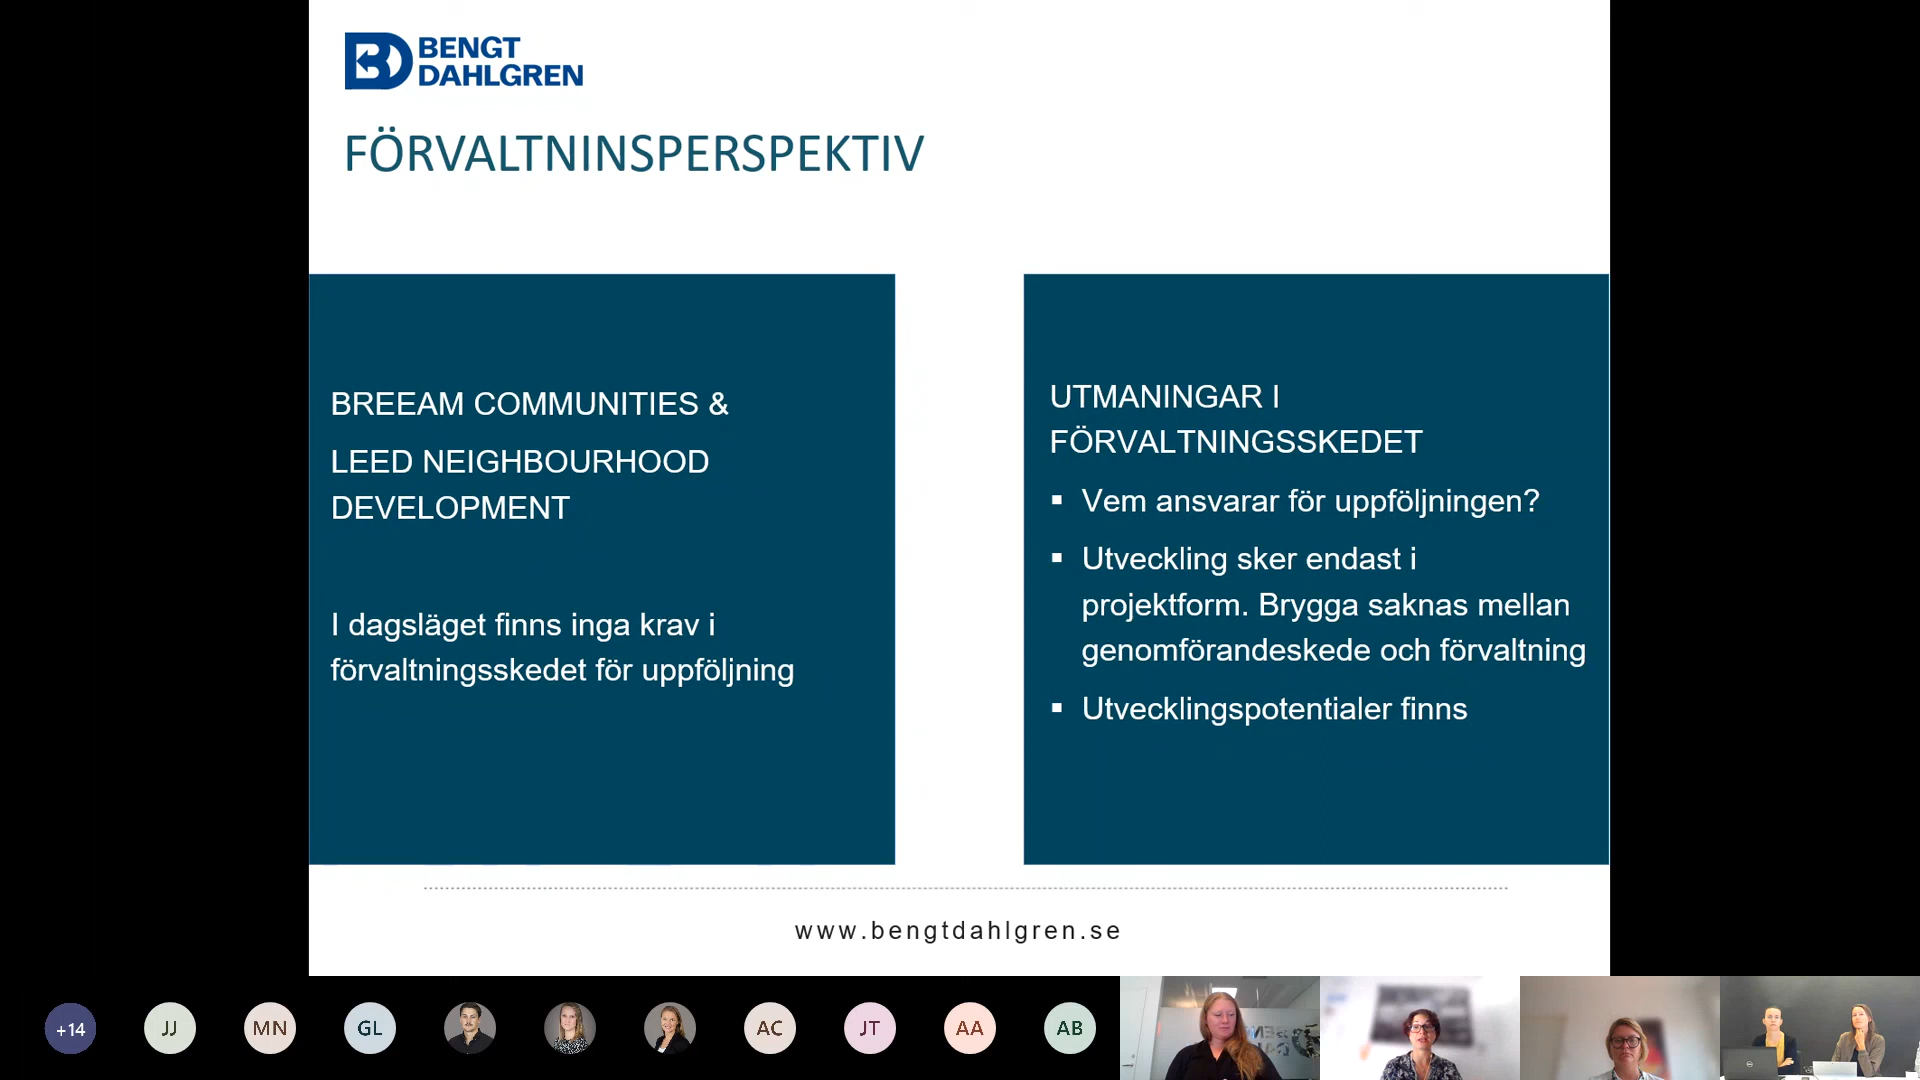 BENGT
DAHLGREN
FÖRVALTNINSPERSPEKTIV
BREEAM COMMUNITIES &
LEED NEIGHBOURHOOD
DEVELOPMENT
I dagsläget finns inga krav i
förvaltningsskedet för uppföljning
UTMANINGAR I
FÖRVALTNINGSSKEDET
▪ Vem ansvarar för uppföljningen?
▪ Utveckling sker endast i
projektform. Brygga saknas mellan
genomförandeskede och förvaltning
▪ Utvecklingspotentialer finns
www.bengtdahlgren.se
+14
JJ
MN
GL
AC
JT
AA
AB